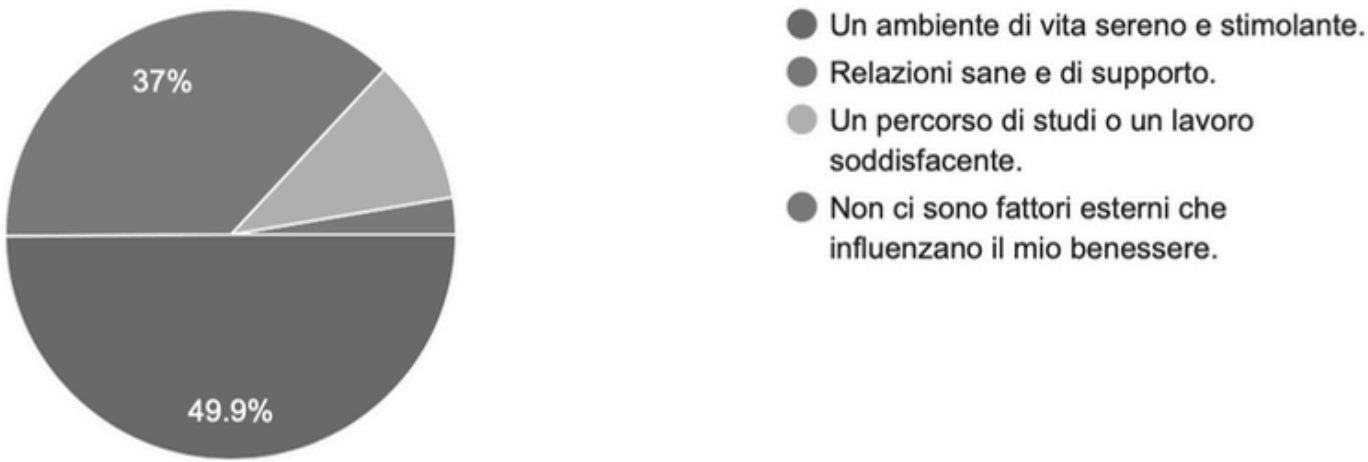 37%
49.9%
Un ambiente di vita sereno e stimolante.
Relazioni sane e di supporto.
Un percorso di studi o un lavoro
soddisfacente.
Non ci sono fattori esterni che
influenzano il mio benessere.